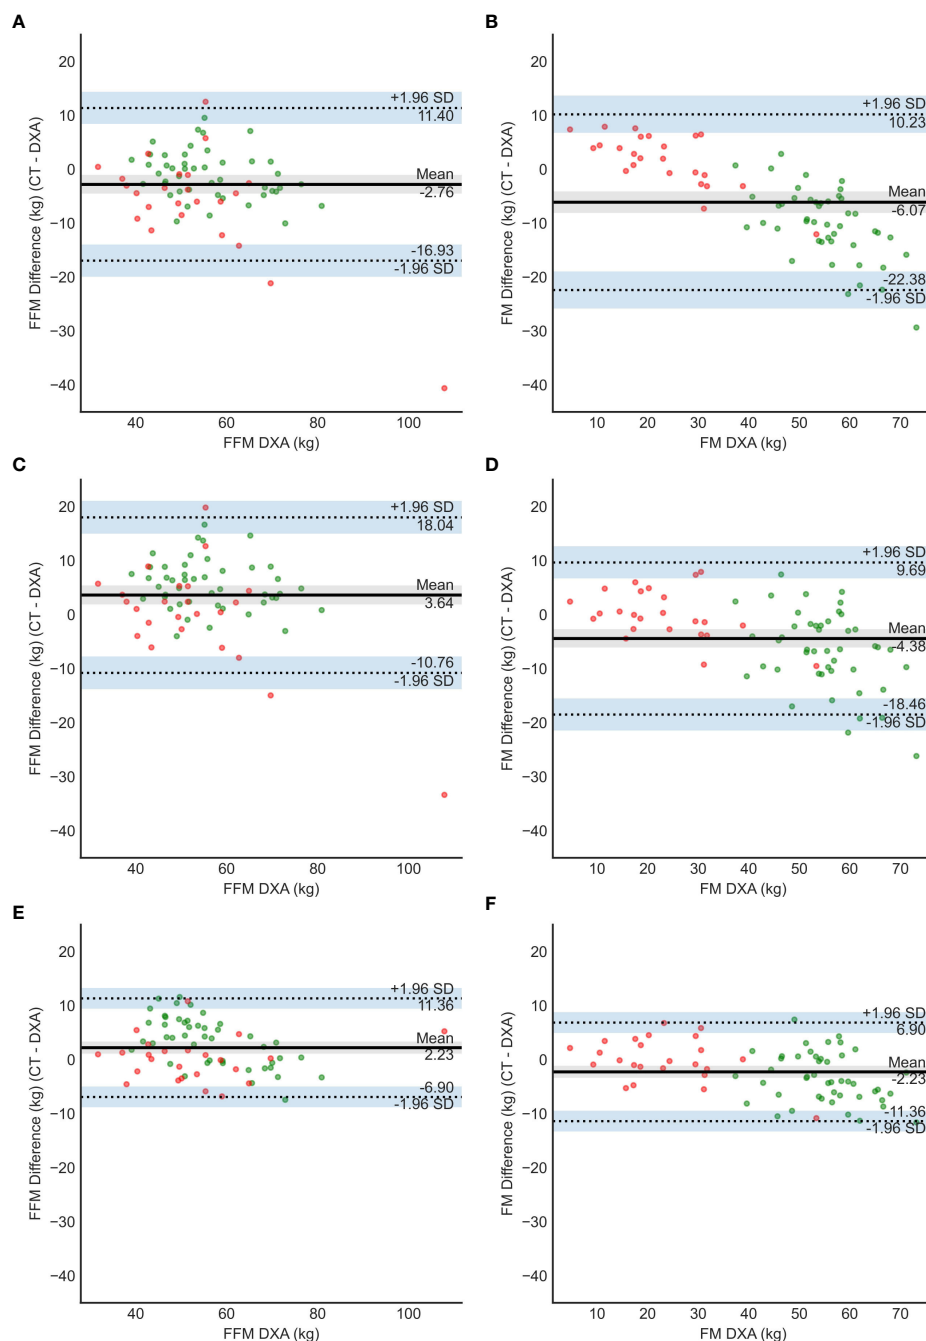 A
FFM Difference (kg) (CT - DXA)
20
10
0
−10
−20
−30
−40
+1.96 SD
11.40
Mean
-2.76
-16.93
-1.96 SD
40
60
80
100
FFM DXA (kg)
B
FM Difference (kg) (CT - DXA)
20
10
0
−10
−20
−30
−40
+1.96 SD
10.23
Mean
-6.07
-22.38
-1.96 SD
10
20
30
40
50
60
70
FM DXA (kg)
C
FFM Difference (kg) (CT - DXA)
20
10
0
−10
−20
−30
−40
+1.96 SD
18.04
Mean
3.64
-10.76
-1.96 SD
40
60
80
100
FFM DXA (kg)
D
FM Difference (kg) (CT - DXA)
20
10
0
−10
−20
−30
−40
+1.96 SD
9.69
Mean
-4.38
-18.46
-1.96 SD
10
20
30
40
50
60
70
FM DXA (kg)
E
FFM Difference (kg) (CT - DXA)
20
10
0
−10
−20
−30
−40
+1.96 SD
11.36
Mean
2.23
-6.90
-1.96 SD
40
60
80
100
FFM DXA (kg)
F
FM Difference (kg) (CT - DXA)
20
10
0
−10
−20
−30
−40
+1.96 SD
6.90
Mean
-2.23
-11.36
-1.96 SD
10
20
30
40
50
60
70
FM DXA (kg)